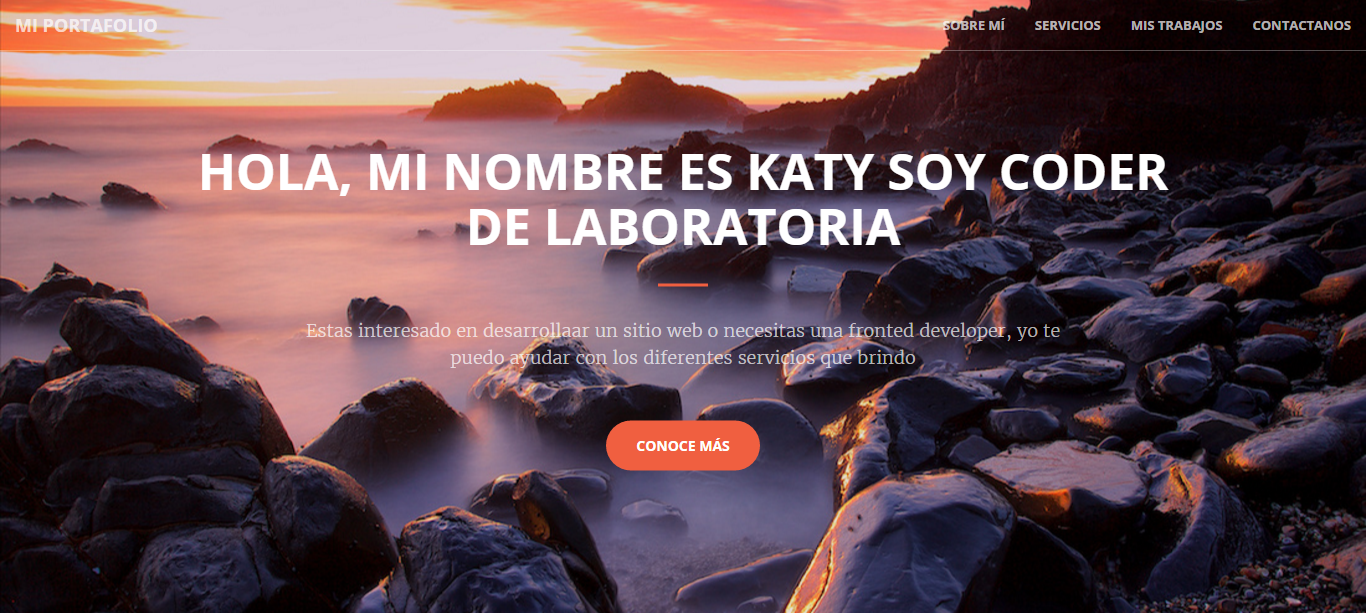 MI PORTAFOLIO
SOBRE MÍ
SERVICIOS
MIS TRABAJOS
CONTACTANOS
HOLA, MI NOMBRE ES KATY SOY CODER
DE LABORATORIA
Estas interesado en desarrollaar un sitio web o necesitas una fronted developer, yo te
puedo ayudar con los diferentes servicios que brindo
CONOCE MÁS